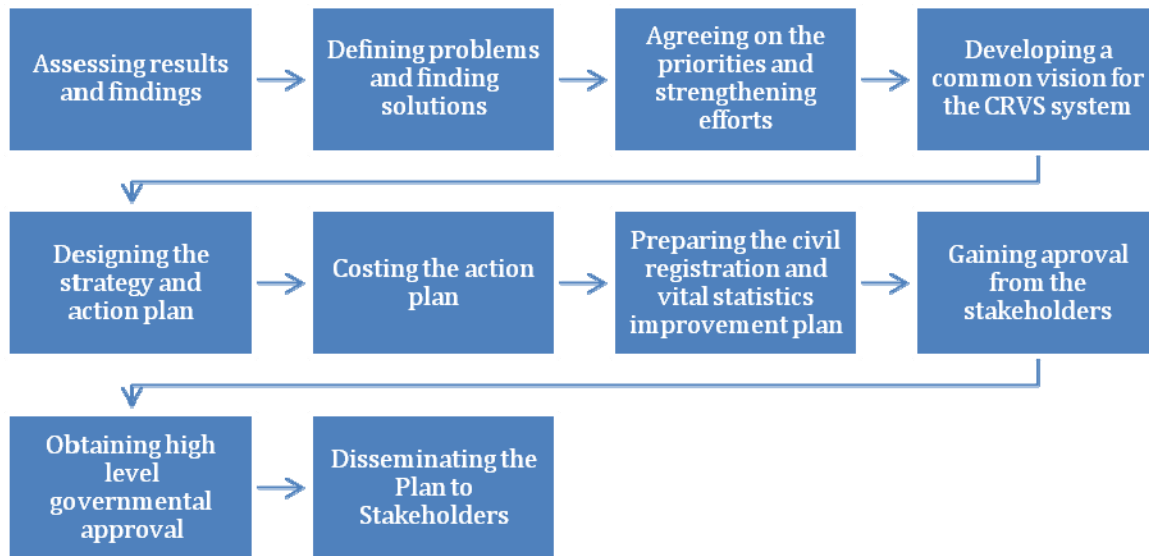 Assessing results
and findings
Defining problems
and finding
solutions
Agreeing on the
priorities and
strengthening
efforts
Developing a
common vision for
the CRVS system
Designing the
strategy and
action plan
Costing the action
plan
Preparing the civil
registration and
vital statistics
improvement plan
Gaining aproval
from the
stakeholders
Obtaining high
level
governmental
approval
Disseminating the
Plan to
Stakeholders